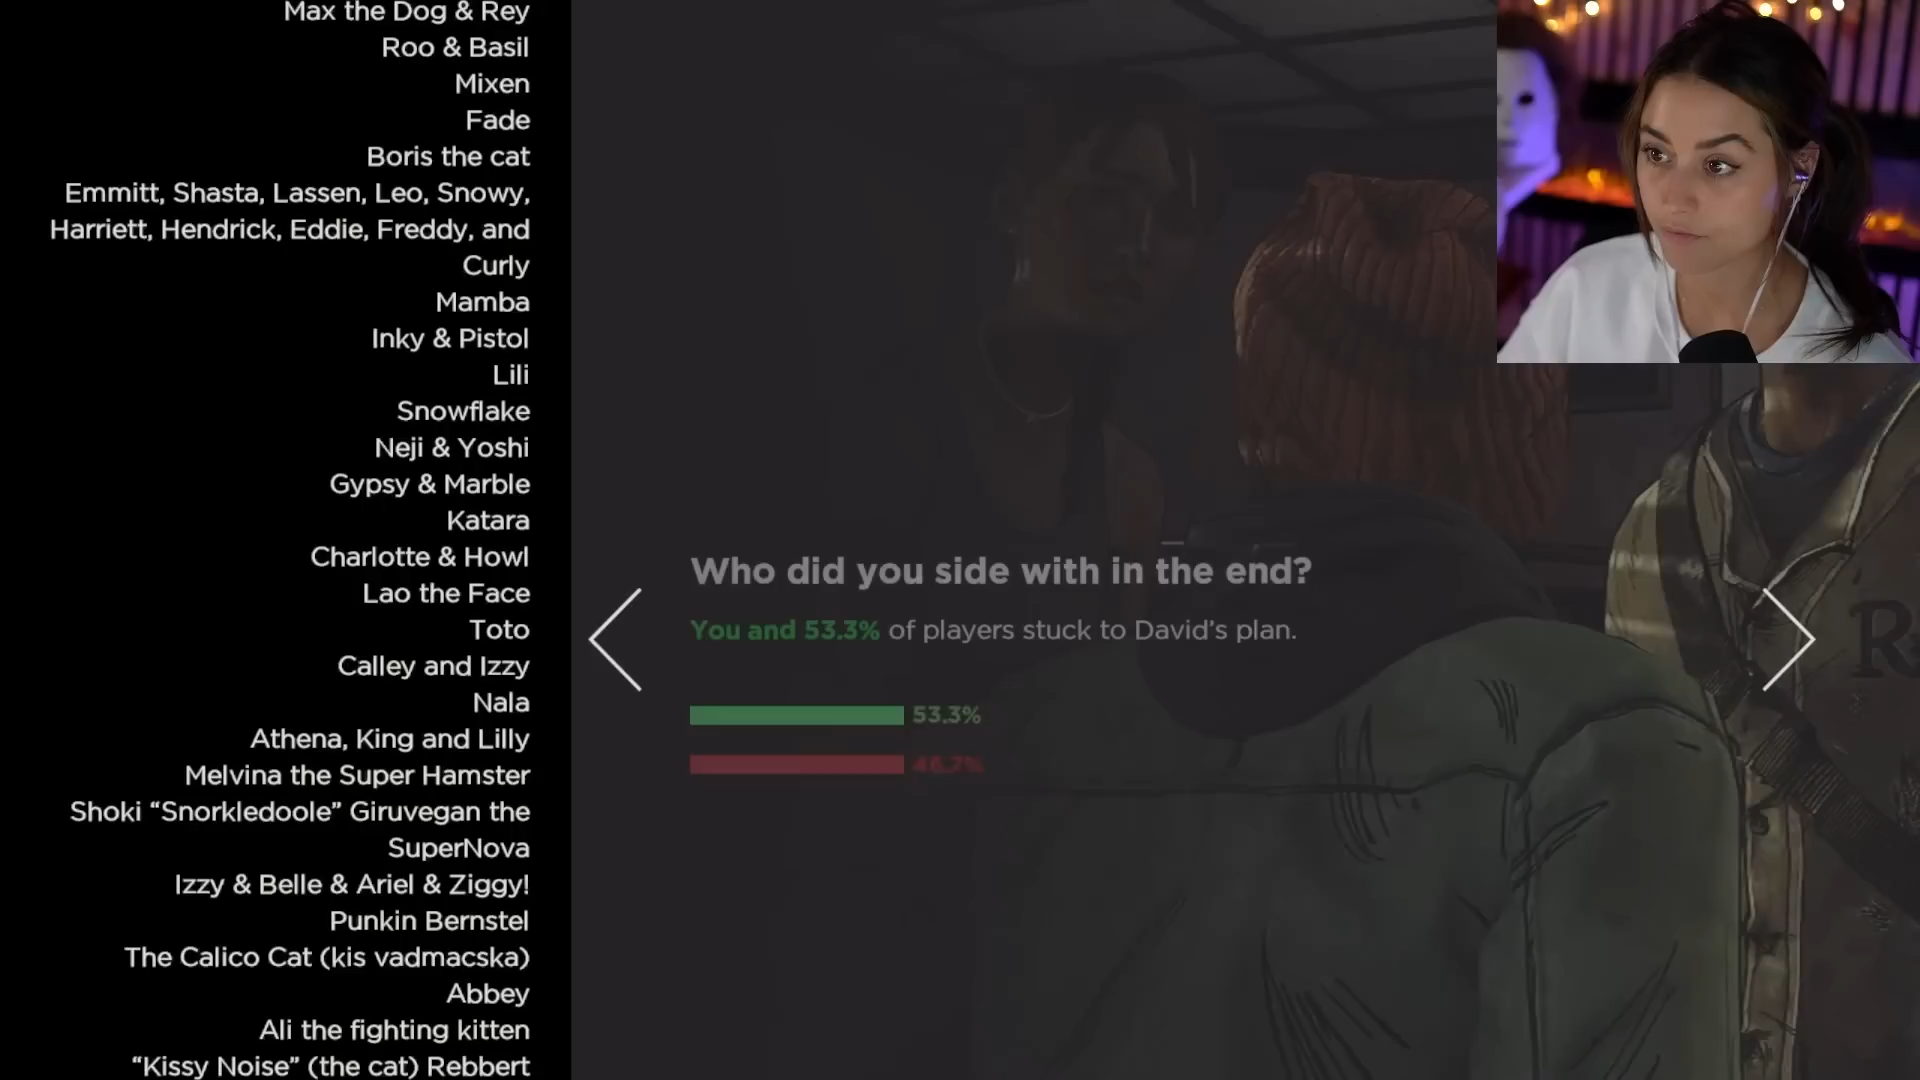 Max the Dog & Rey
Roo & Basil
Mixen
Fade
Boris the cat
Emmitt, Shasta, Lassen, Leo, Snowy,
Harriett, Hendrick, Eddie, Freddy, and
Curly
Mamba
Inky & Pistol
Lili
Snowflake
Neji & Yoshi
Gypsy & Marble
Katara
Charlotte & Howl
Lao the Face
Toto
Calley and Izzy
Nala
Athena, King and Lilly
Melvina the Super Hamster
Shoki “Snorkledoole” Giruvegan the
SuperNova
Izzy & Belle & Ariel & Ziggy!
Punkin Bernstel
The Calico Cat (kis vadmacska)
Abbey
Ali the fighting kitten
“Kissy Noise” (the cat) Rebbert
Who did you side with in the end?
You and 53.3% of players stuck to David’s plan.
53.3%
46.7%